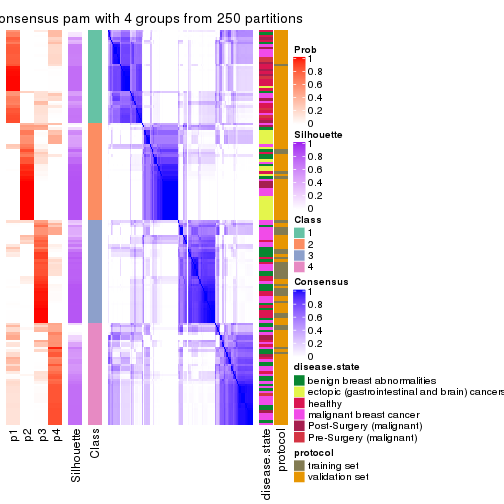 onsensus pam with 4 groups from 250 partitions
Prob
1
0.8
0.6
0.4
0.2
0
Silhouette
1
0.8
0.6
0.4
0.2
0
Class
1
2
3
4
Consensus
1
0.8
0.6
0.4
0.2
0
disease.state
benign breast abnormalities
ectopic (gastrointestinal and brain) cancers
healthy
malignant breast cancer
Post-Surgery (malignant)
Pre-Surgery (malignant)
protocol
training set
validation set
p1
p2
p3
p4
Silhouette
Class
disease.state
protocol